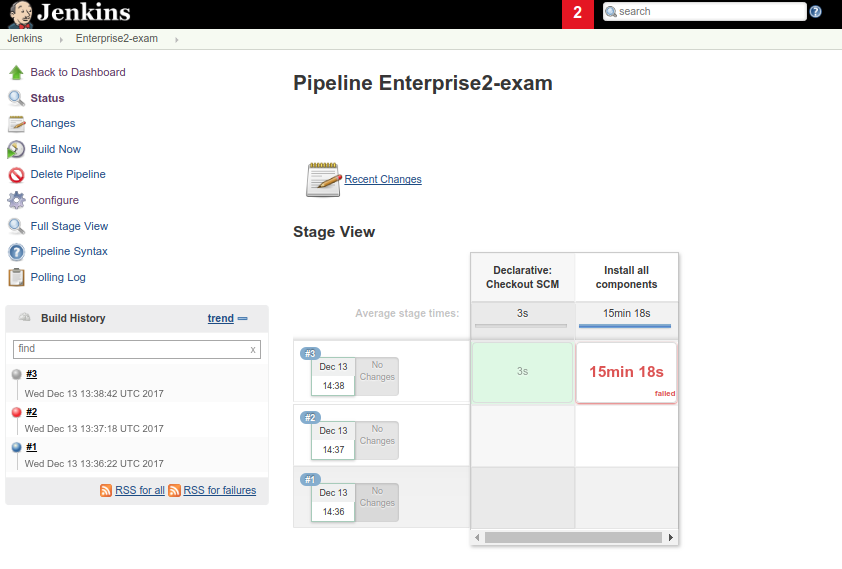 Jenkins
2
search
Jenkins
Enterprise2-exam
Back to Dashboard
Status
Changes
Build Now
Delete Pipeline
Configure
Full Stage View
Pipeline Syntax
Polling Log
Build History
trend
find
x
#3
Wed Dec 13 13:38:42 UTC 2017
#2
Wed Dec 13 13:37:18 UTC 2017
#1
Wed Dec 13 13:36:22 UTC 2017
RSS for all
RSS for failures
Pipeline Enterprise2-exam
Recent Changes
Stage View
Declarative:
Checkout SCM
Install all
components
Average stage times:
3s
15min 18s
#3
Dec 13
14:38
No
Changes
3s
15min 18s
failed
#2
Dec 13
14:37
No
Changes
#1
Dec 13
14:36
No
Changes